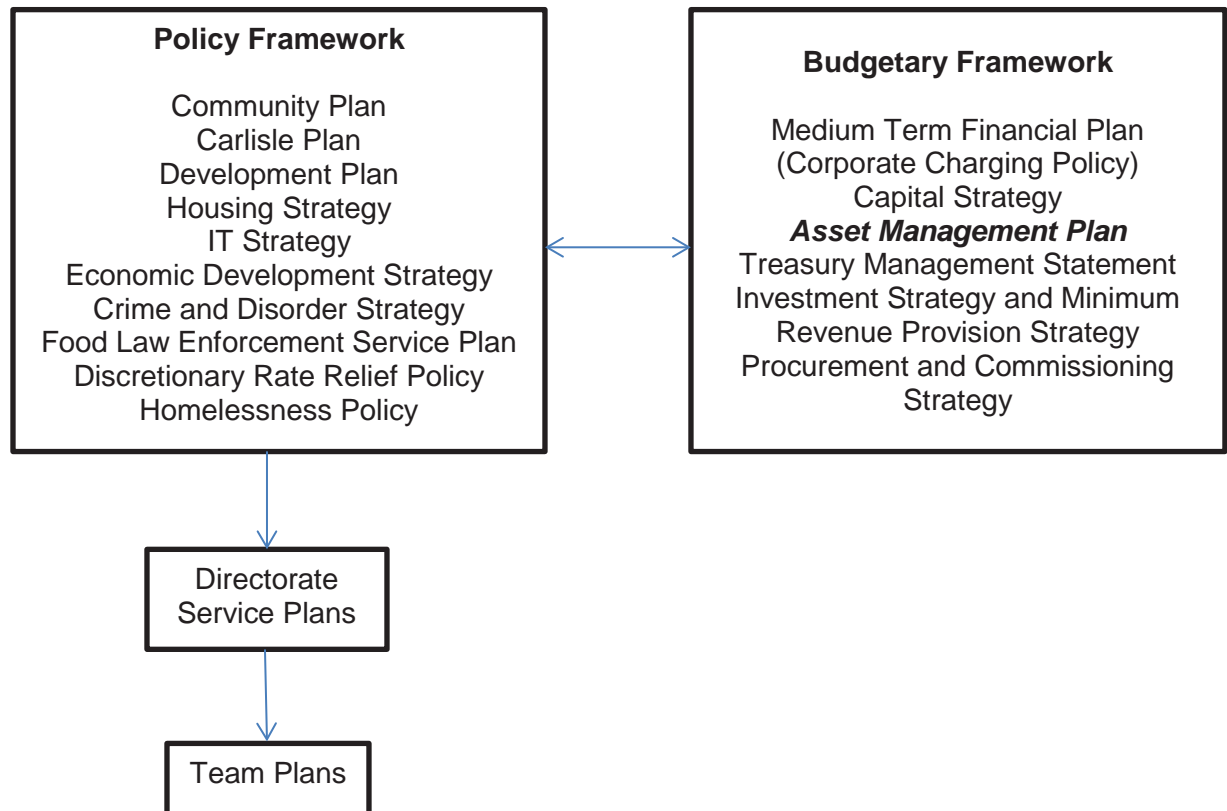 Policy Framework
Community Plan
Carlisle Plan
Development Plan
Housing Strategy
IT Strategy
Economic Development Strategy
Crime and Disorder Strategy
Food Law Enforcement Service Plan
Discretionary Rate Relief Policy
Homelessness Policy
Budgetary Framework
Medium Term Financial Plan
(Corporate Charging Policy)
Capital Strategy
Asset Management Plan
Treasury Management Statement
Investment Strategy and Minimum
Revenue Provision Strategy
Procurement and Commissioning
Strategy
Directorate
Service Plans
Team Plans